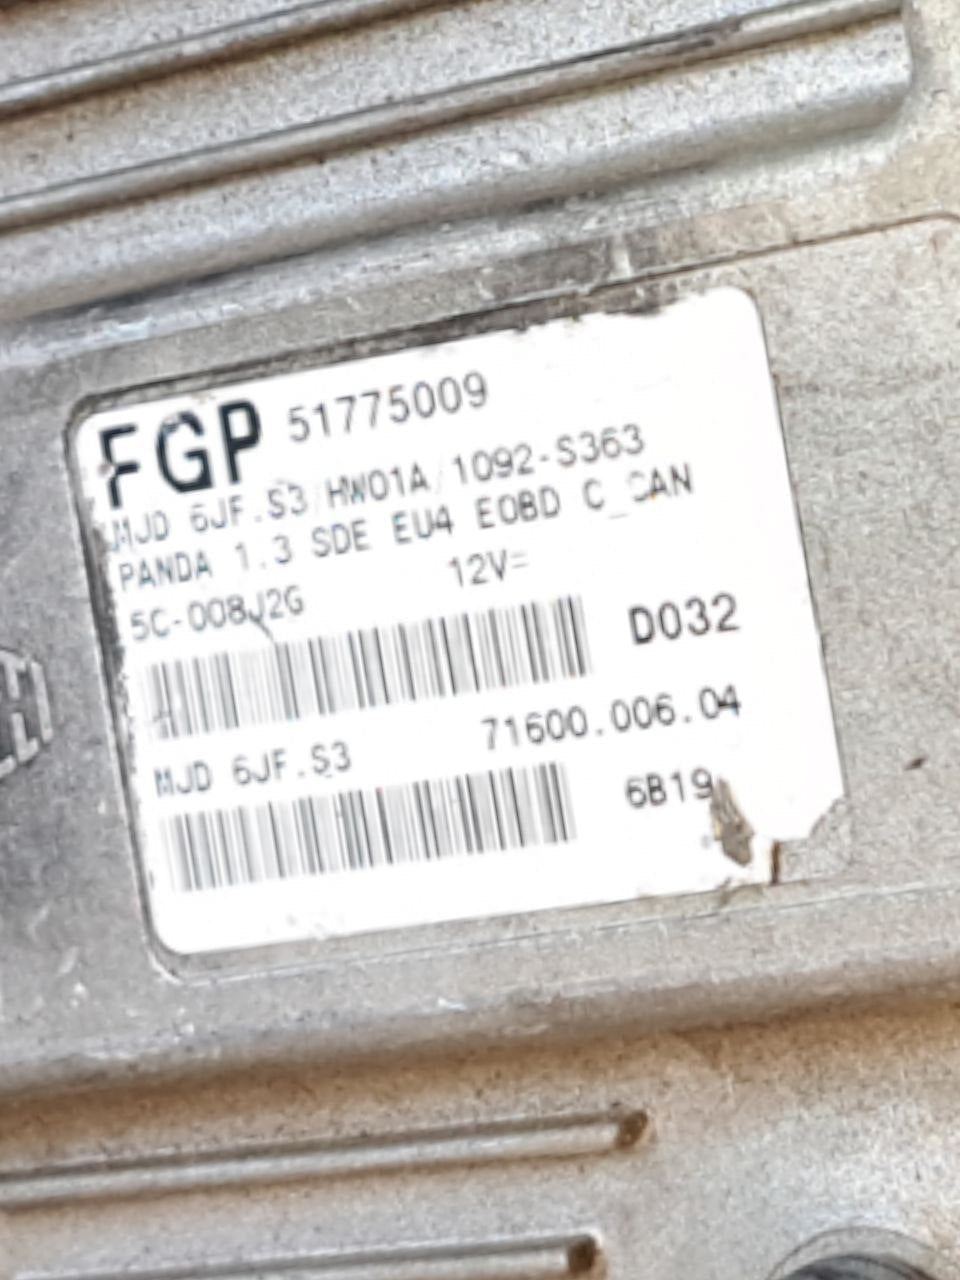 FGP 51775009
MJD 6JF.S3/HW01A/1092-S363
PANDA 1.3 SDE EU4 EOBD C_CAN
5C-008J2G 12V=
D032
MJD 6JF.S3 71600.006.04
6B19